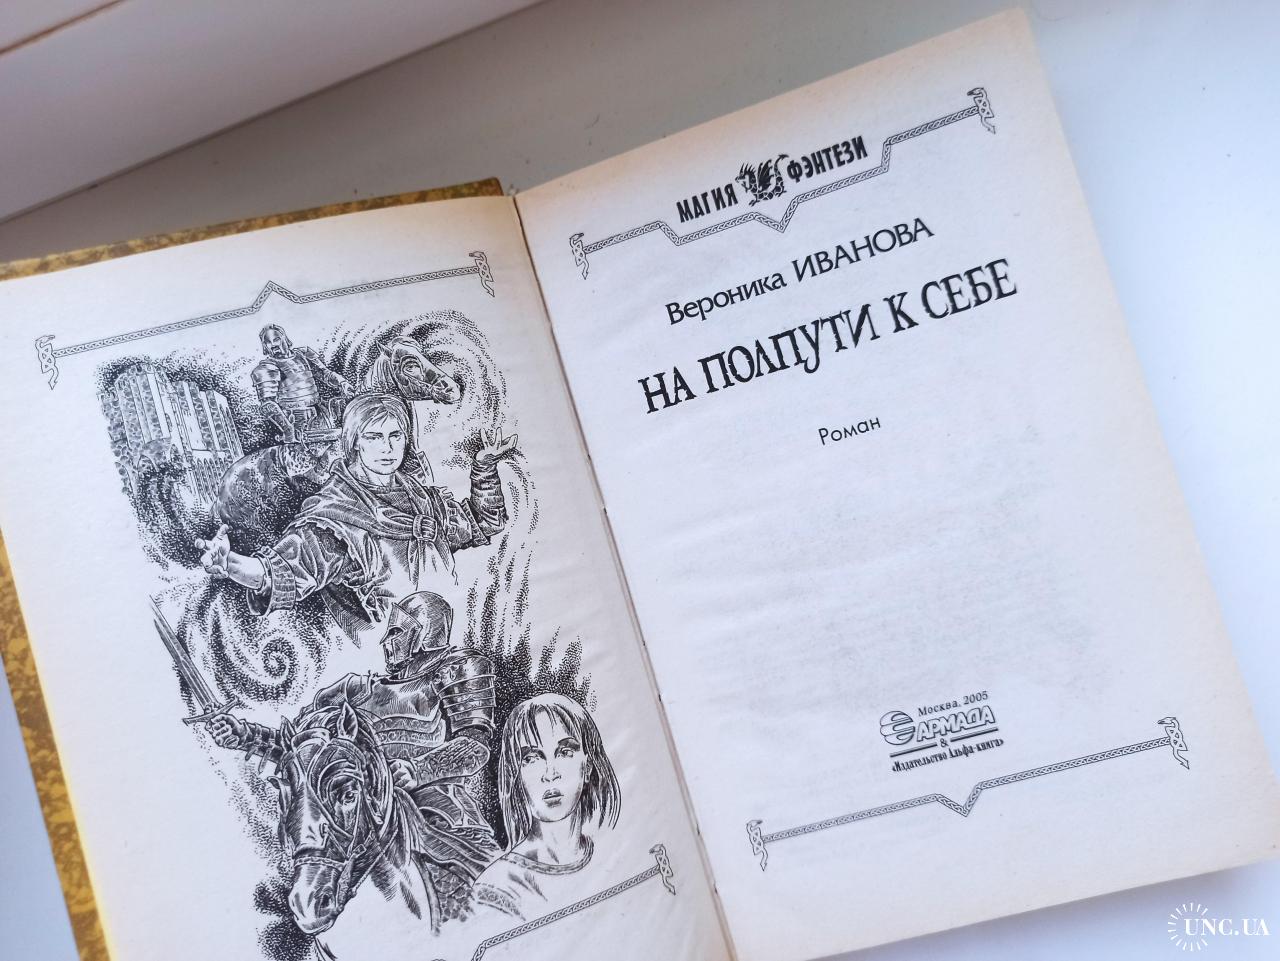 МАГИЯ ФЭНТЕЗИ
Вероника ИВАНОВА
НА ПОЛПУТИ К СЕБЕ
Роман
Москва, 2005
АРМАДА
&
«Издательство Альфа-книга»
UNC.UA